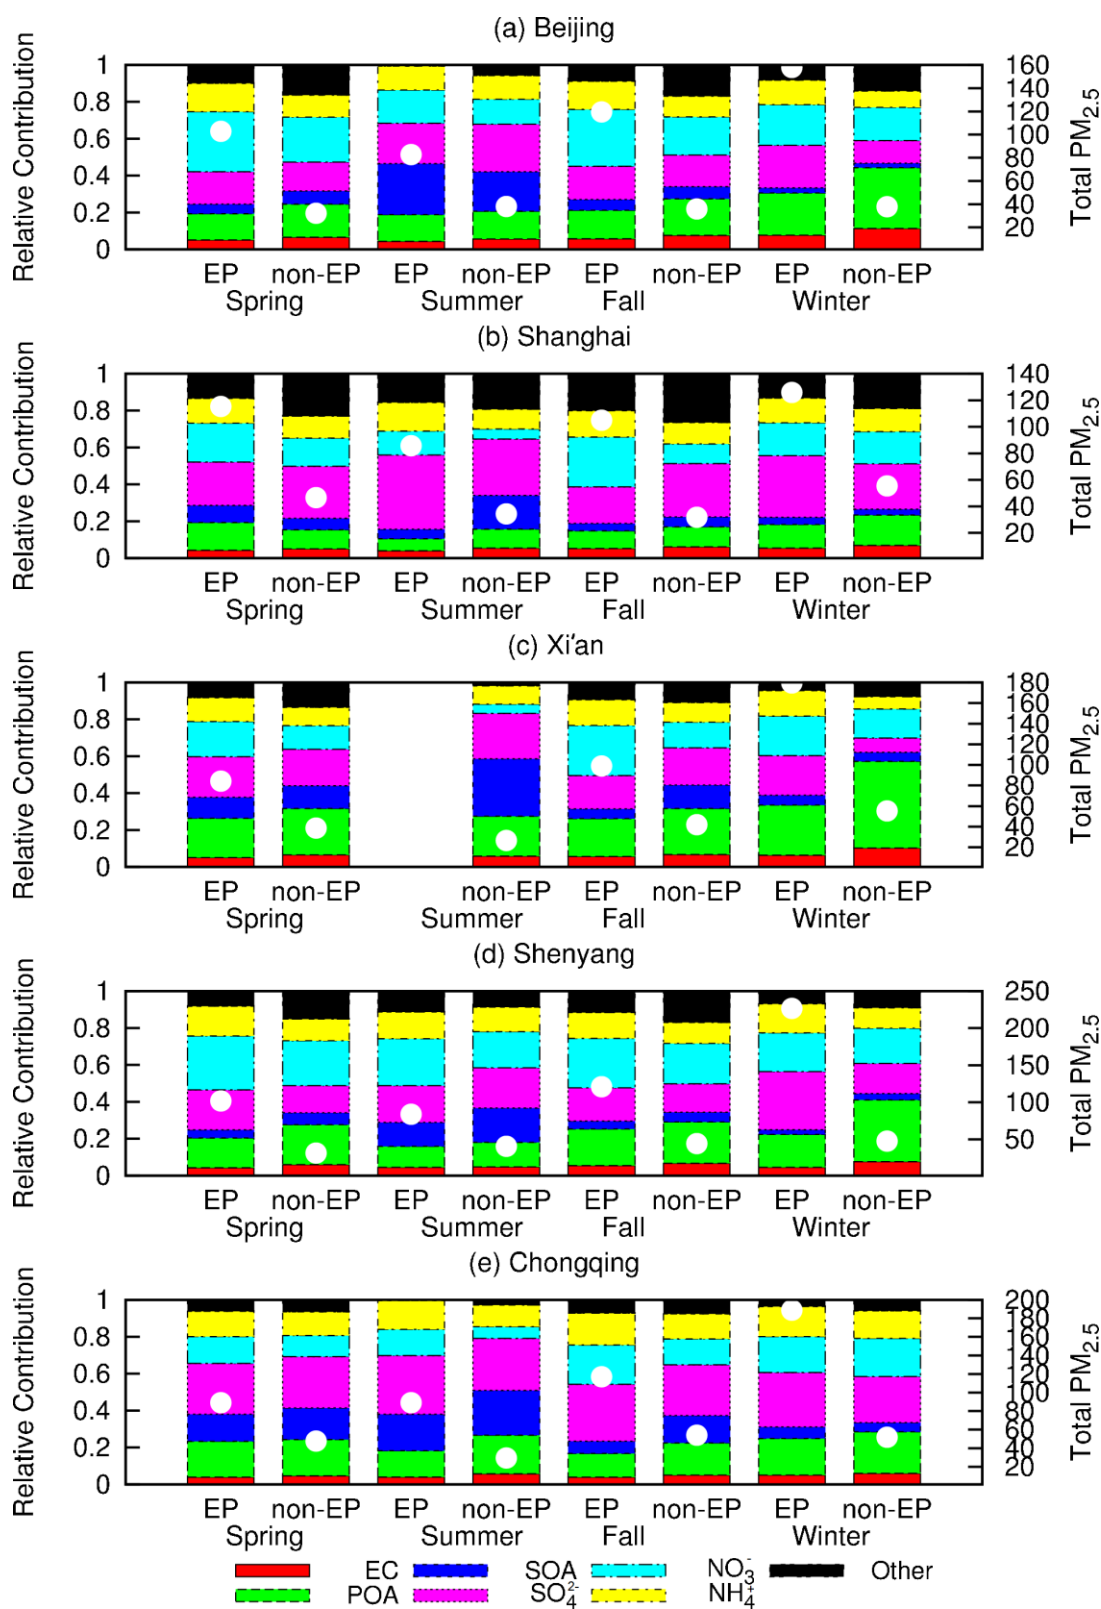 (a) Beijing
Relative Contribution
1
0.8
0.6
0.4
0.2
0
160
140
120
100
80
60
40
20
Total PM2.5
EP non-EP EP non-EP EP non-EP EP non-EP
Spring Summer Fall Winter
(b) Shanghai
Relative Contribution
1
0.8
0.6
0.4
0.2
0
140
120
100
80
60
40
20
Total PM2.5
EP non-EP EP non-EP EP non-EP EP non-EP
Spring Summer Fall Winter
(c) Xi'an
Relative Contribution
1
0.8
0.6
0.4
0.2
0
180
160
140
120
100
80
60
40
20
Total PM2.5
EP non-EP non-EP EP non-EP EP non-EP
Spring Summer Fall Winter
(d) Shenyang
Relative Contribution
1
0.8
0.6
0.4
0.2
0
250
200
150
100
50
Total PM2.5
EP non-EP EP non-EP EP non-EP EP non-EP
Spring Summer Fall Winter
(e) Chongqing
Relative Contribution
1
0.8
0.6
0.4
0.2
0
200
180
160
140
120
100
80
60
40
20
Total PM2.5
EP non-EP EP non-EP EP non-EP EP non-EP
Spring Summer Fall Winter
EC SOA NO3- Other
POA SO42- NH4+